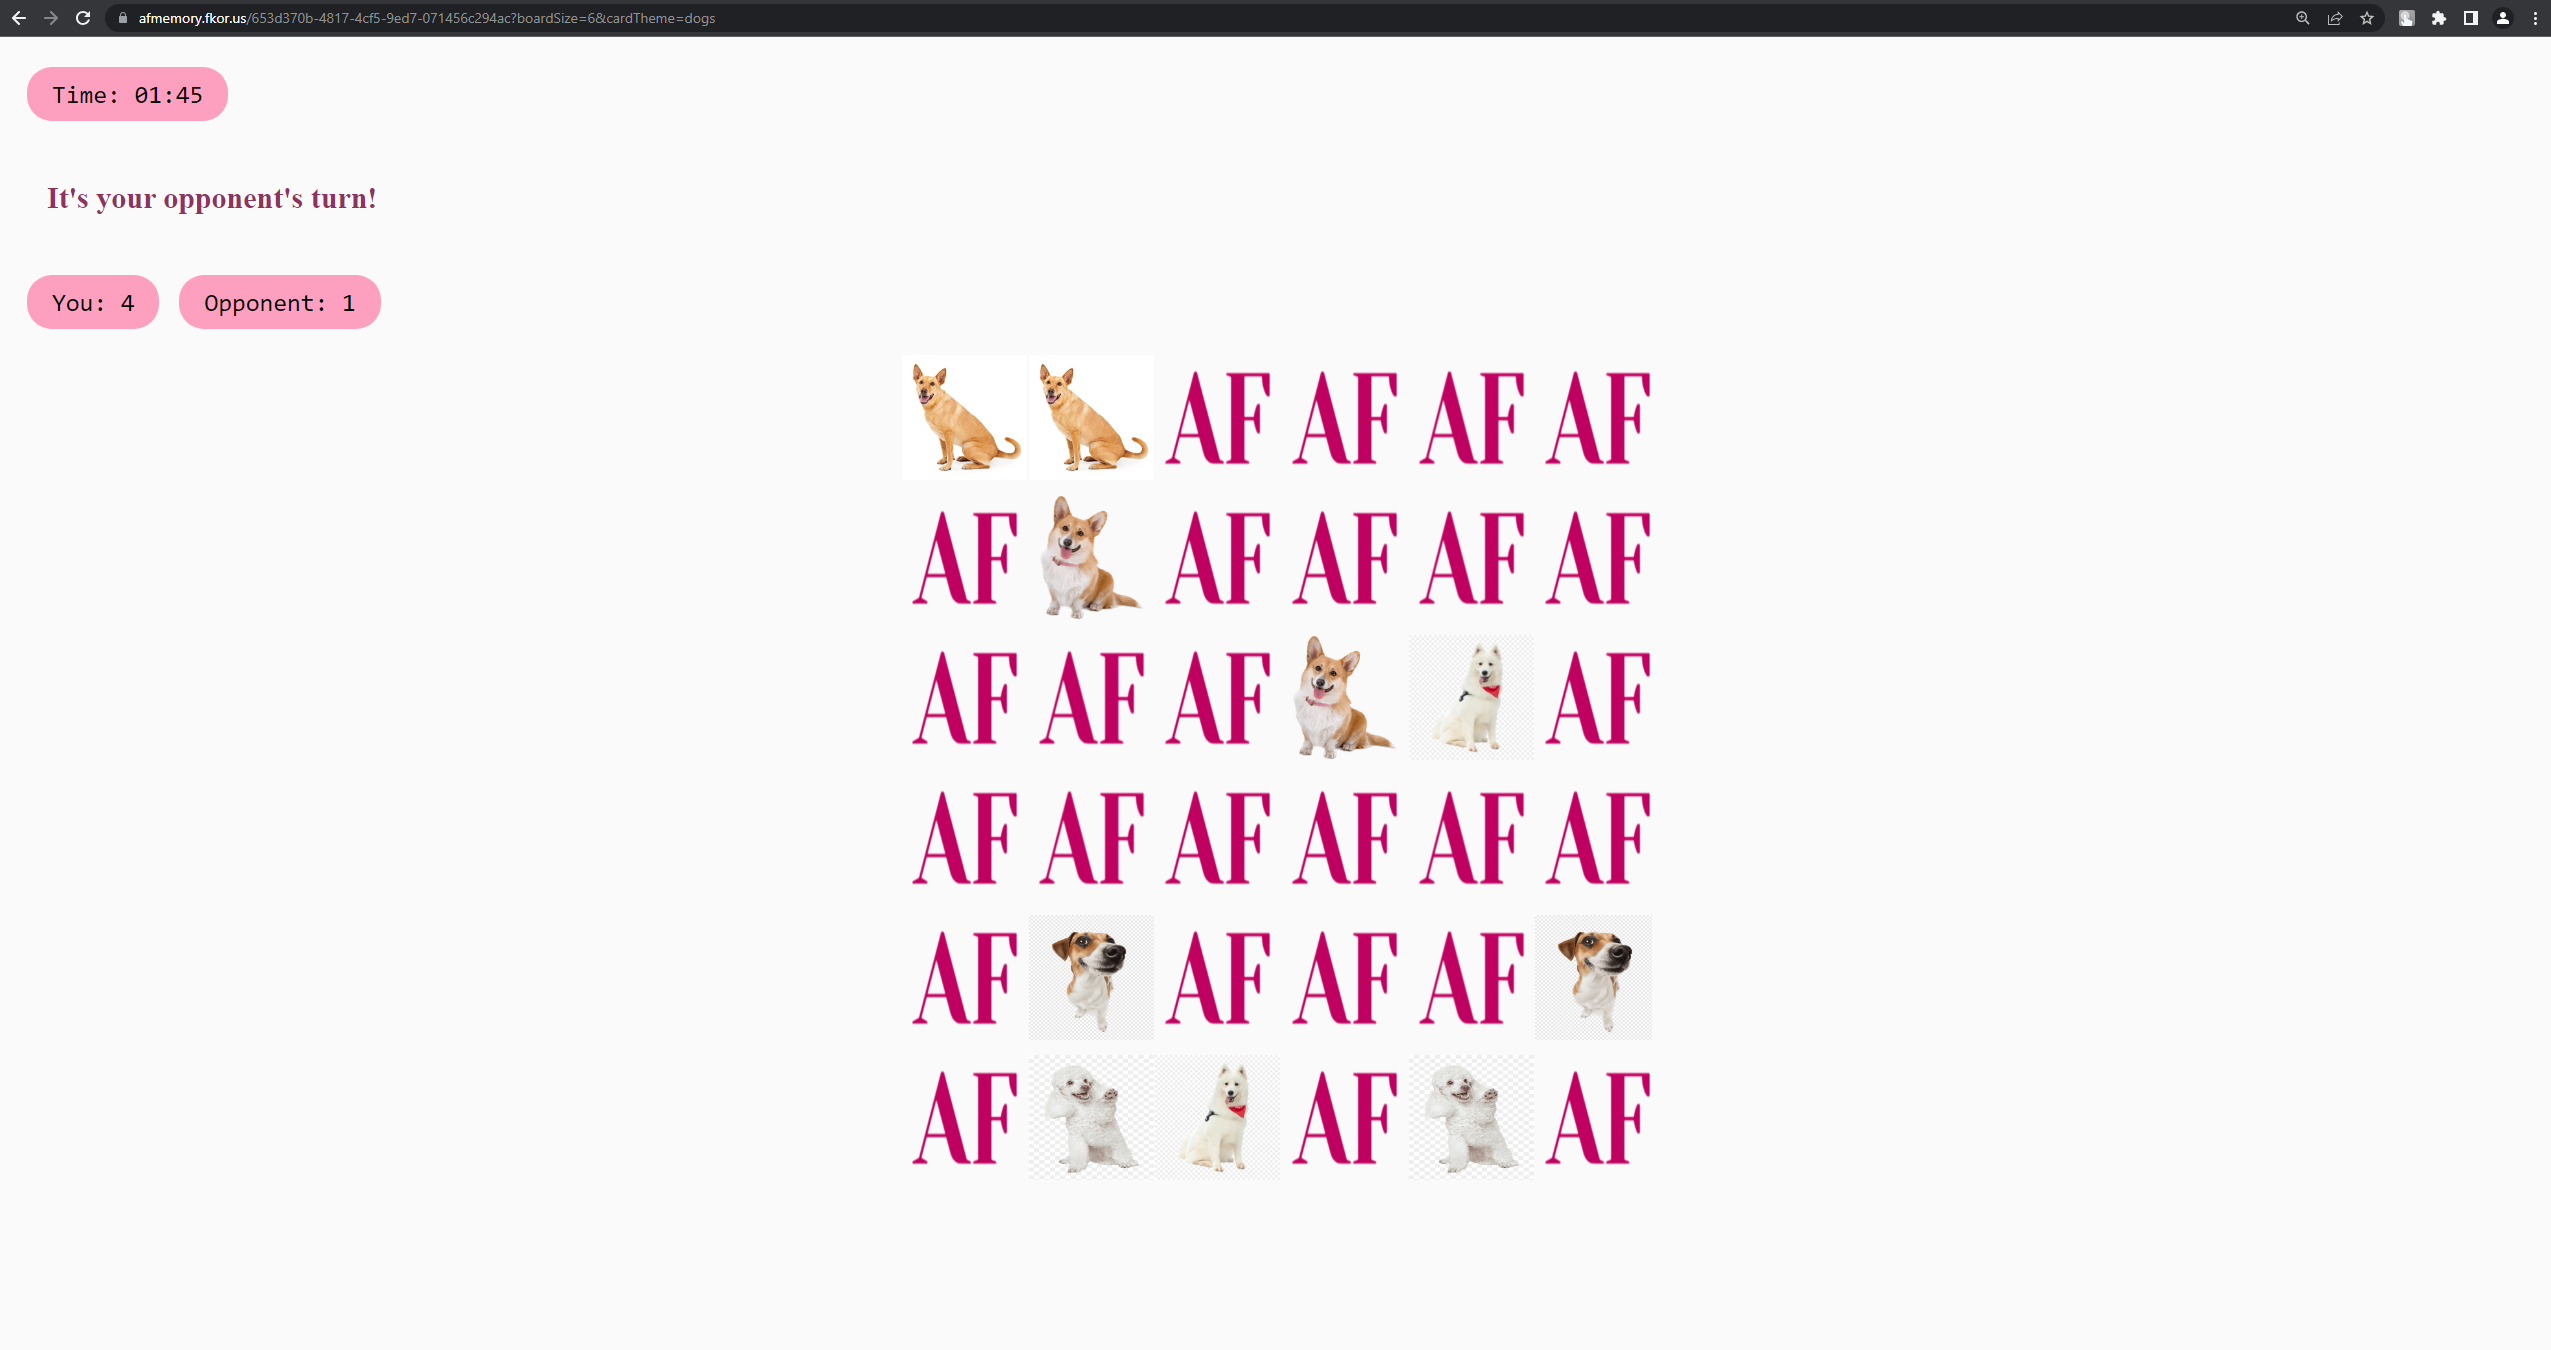 afmemory.fkor.us/653d370b-4817-4cf5-9ed7-071456c294ac?boardSize=6&cardTheme=dogs
Time: 01:45
It's your opponent's turn!
You: 4 Opponent: 1
AF AF AF AF
AF AF AF AF AF
AF AF AF AF
AF AF AF AF AF AF
AF AF AF AF
AF AF AF